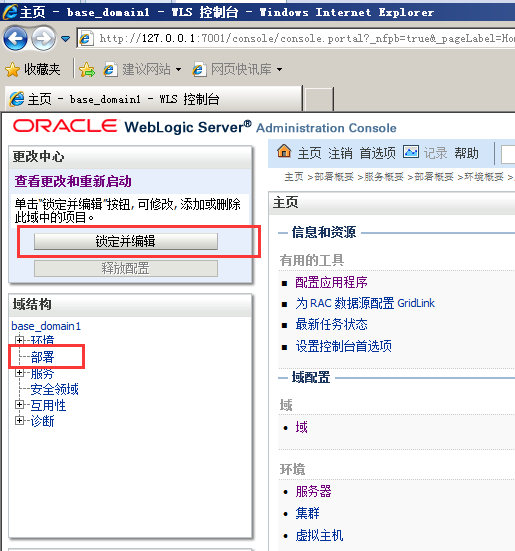 主页 - base_domain1 - WLS 控制台 - Windows Internet Explorer
http://127.0.0.1:7001/console/console.portal?_nfpb=true&_pageLabel=Ho
收藏夹 建议网站 网页快讯库
主页 - base_domain1 - WLS 控制台
ORACLE WebLogic Server® Administration Console
更改中心
查看更改和重新启动
单击"锁定并编辑"按钮, 可修改, 添加或删除
此域中的项目。
锁定并编辑
释放配置
域结构
base_domain1
环境
部署
服务
安全领域
互用性
诊断
主页 注销 首选项 记录 帮助
主页 >部署概要 >服务概要 >部署概要 >环境概要 >
主页
信息和资源
有用的工具
配置应用程序
为 RAC 数据源配置 GridLink
最新任务状态
设置控制台首选项
域配置
域
域
环境
服务器
集群
虚拟主机